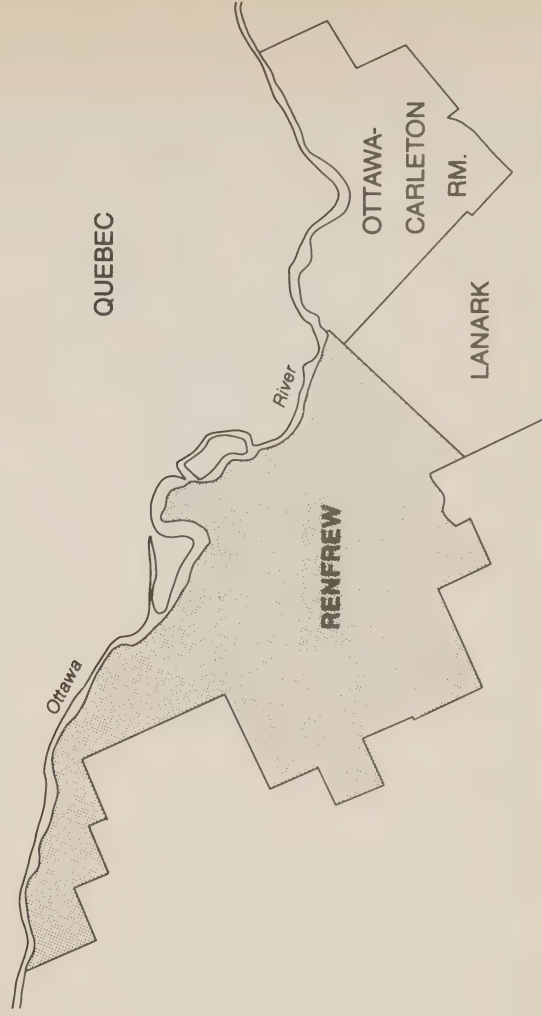 QUEBEC
Ottawa
River
RENFREW
OTTAWA-
CARLETON
RM.
LANARK